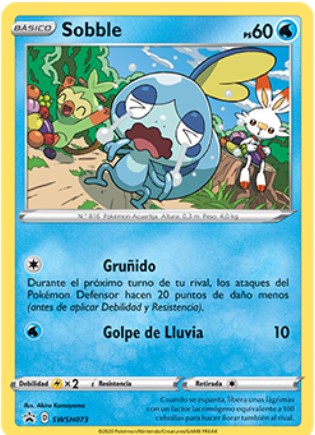 BÁSICO Sobble PS60
N.º 816 Pokémon Acuartija Altura: 0,3 m Peso: 4,0 kg
Gruñido
Durante el próximo turno de tu rival, los ataques del
Pokémon Defensor hacen 20 puntos de daño menos
(antes de aplicar Debilidad y Resistencia).
Golpe de Lluvia 10
Debilidad ×2 Resistencia Retirada
Ilus. Akira Komayama
D SWSH073
Cuando se espanta, libera unas lágrimas
con un factor lacrimógeno equivalente a 100
cebollas para hacer llorar también al rival.
©2020 Pokémon/Nintendo/Creatures/GAME FREAK